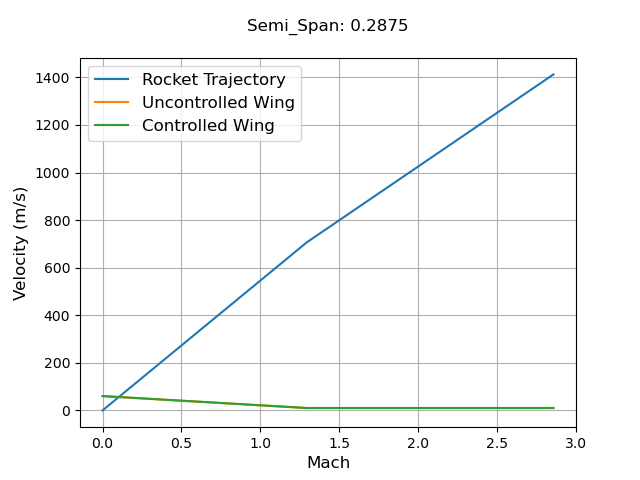 Semi_Span: 0.2875
Rocket Trajectory
Uncontrolled Wing
Controlled Wing
1400
1200
1000
800
600
400
200
0
Velocity (m/s)
0.0 0.5 1.0 1.5 2.0 2.5 3.0
Mach